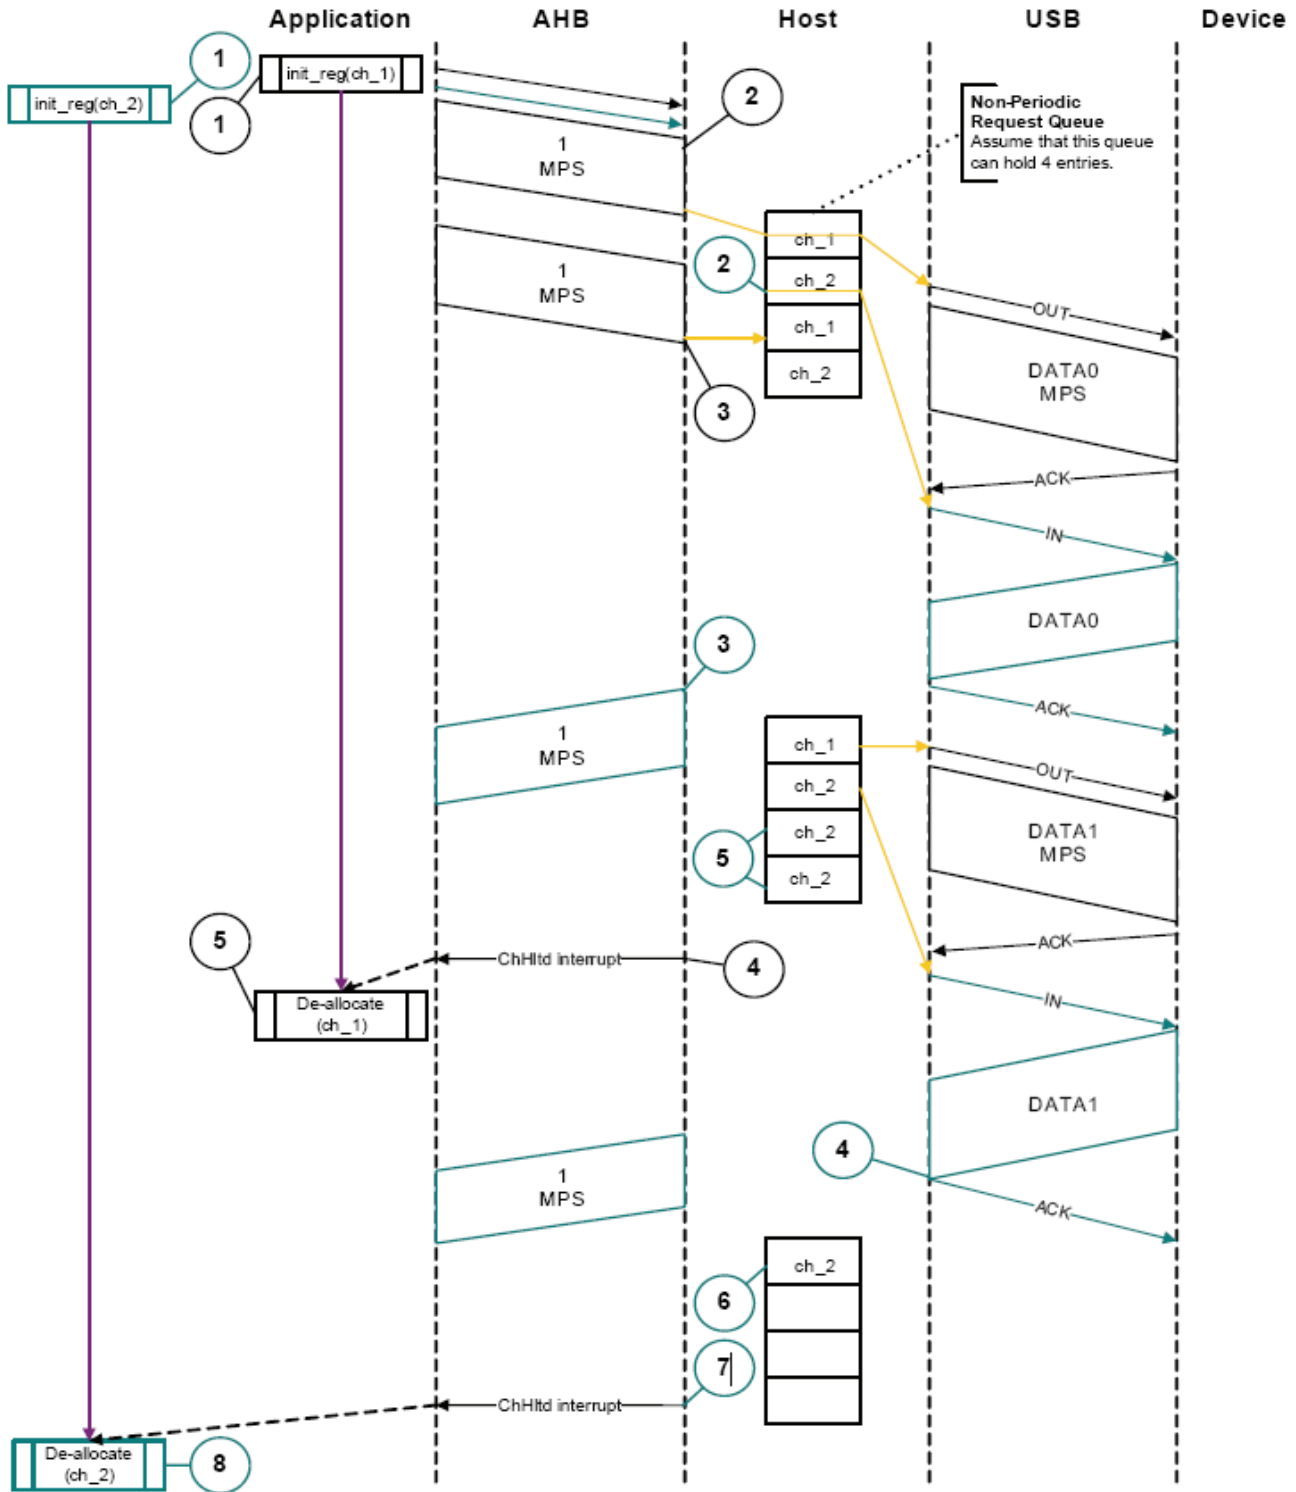 Application
AHB
Host
USB
Device
1
init_reg(ch_1)
init_reg(ch_2)
1
2
Non-Periodic
Request Queue
Assume that this queue
can hold 4 entries.
1
MPS
ch_1
2
ch_2
1
MPS
OUT
ch_1
ch_2
DATA0
MPS
3
ACK
IN
DATA0
3
ACK
1
MPS
ch_1
OUT
ch_2
ch_2
DATA1
MPS
5
ch_2
5
ACK
ChHltd interrupt
4
De-allocate
(ch_1)
IN
DATA1
4
1
MPS
ACK
ch_2
6
7
ChHltd interrupt
De-allocate
(ch_2)
8